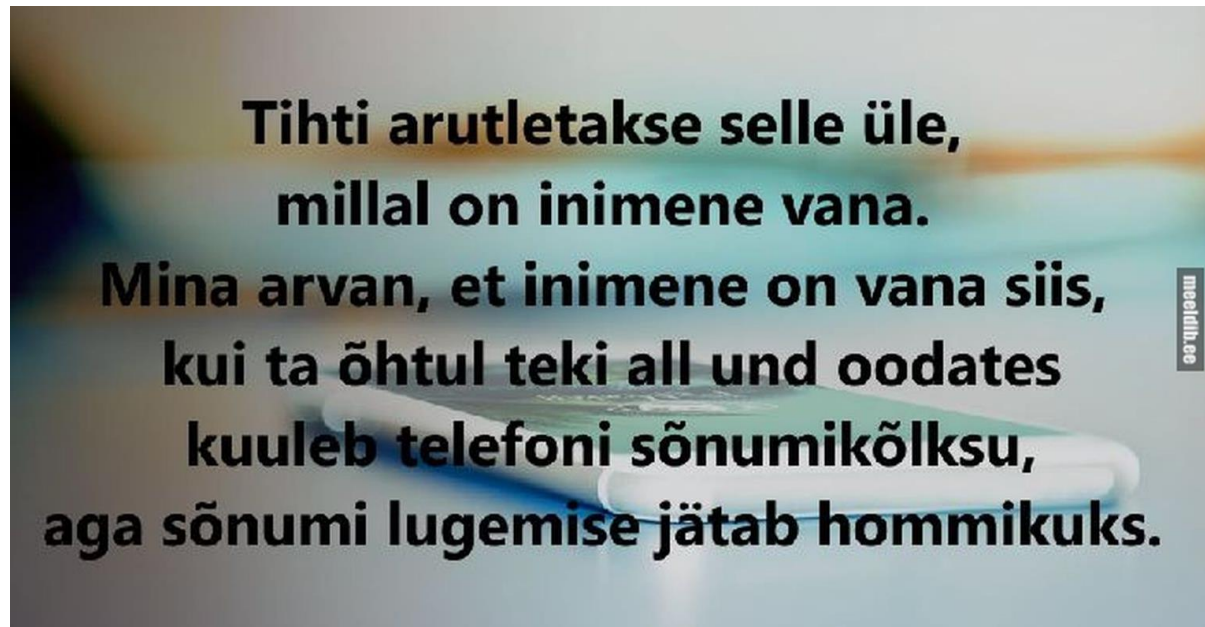 Tihti arutletakse selle üle,
millal on inimene vana.
Mina arvan, et inimene on vana siis,
kui ta õhtul teki all und oodates
kuuleb telefoni sõnumikõlksu,
aga sõnumi lugemise jätab hommikuks.
meeldib.ee